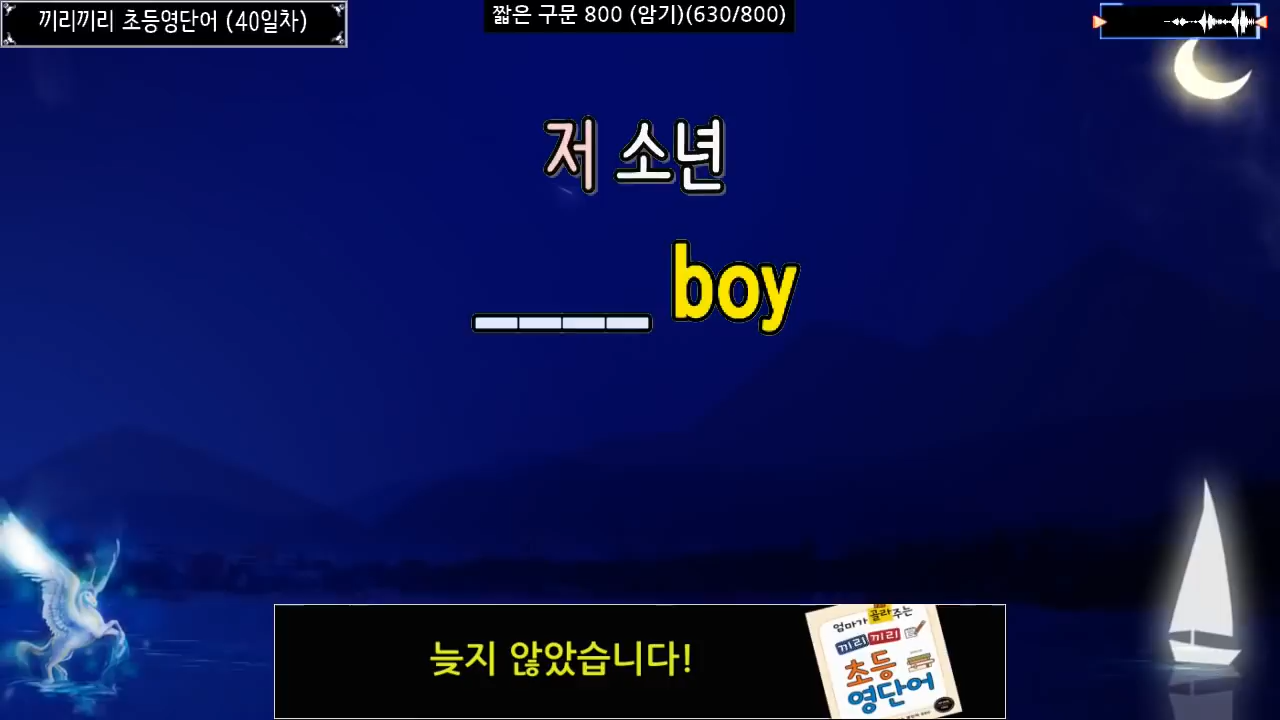 끼리끼리 초등영단어 (40일차)
짧은 구문 800 (암기)(630/800)
저 소년
____ boy
늦지 않았습니다!
엄마가 골라주는
끼리끼리
초등
영단어